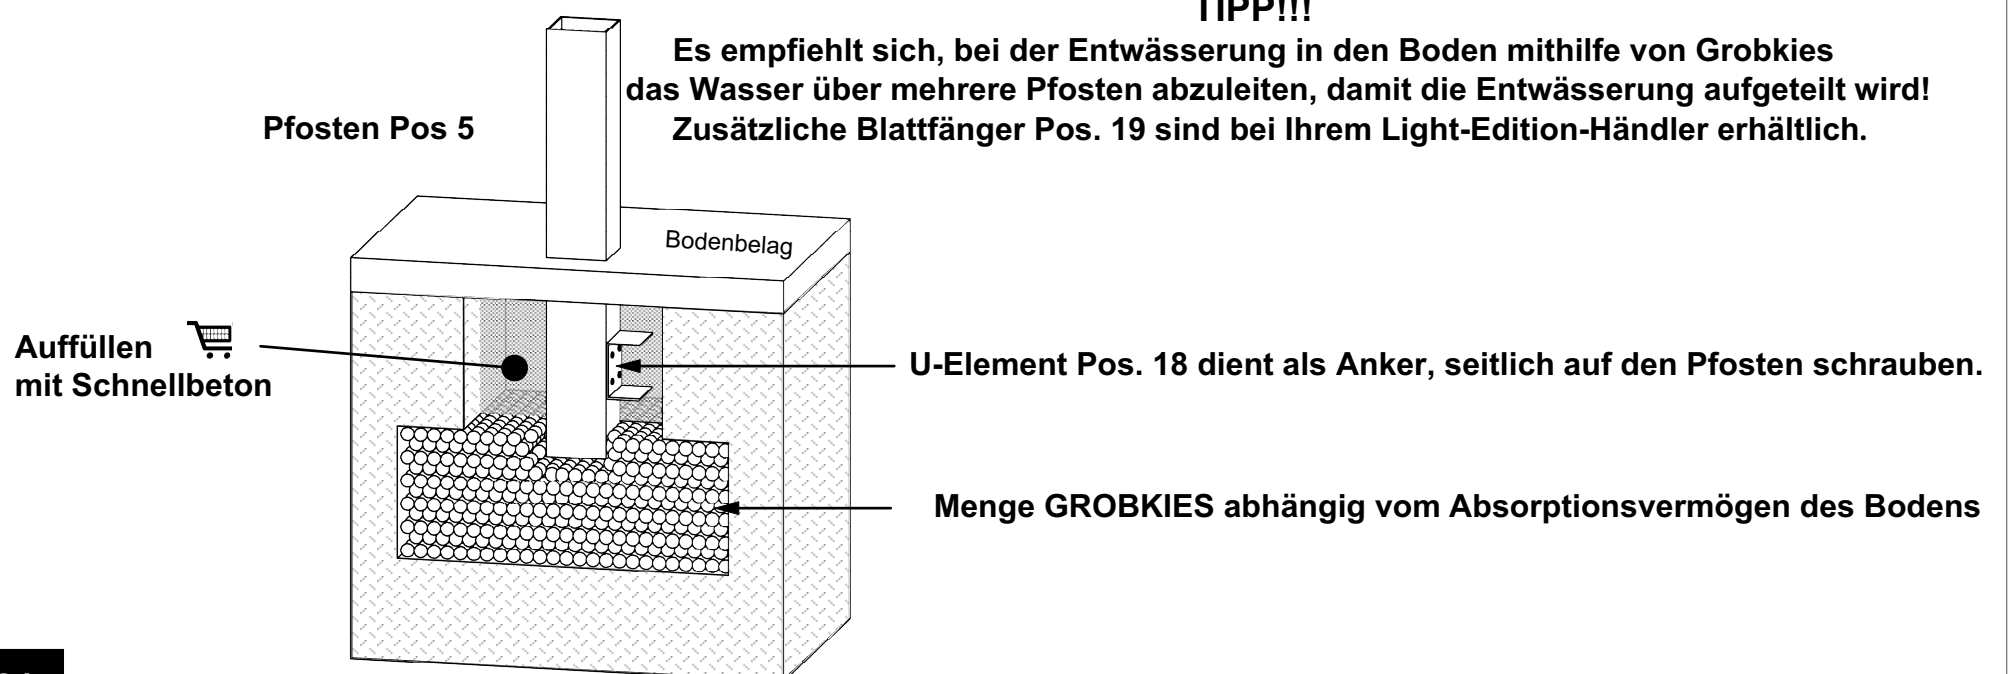 TIPP!!!
Es empfiehlt sich, bei der Entwässerung in den Boden mithilfe von Grobkies
das Wasser über mehrere Pfosten abzuleiten, damit die Entwässerung aufgeteilt wird!
Zusätzliche Blattfänger Pos. 19 sind bei Ihrem Light-Edition-Händler erhältlich.
Pfosten Pos 5
Bodenbelag
Auffüllen
mit Schnellbeton
U-Element Pos. 18 dient als Anker, seitlich auf den Pfosten schrauben.
Menge GROBKIES abhängig vom Absorptionsvermögen des Bodens